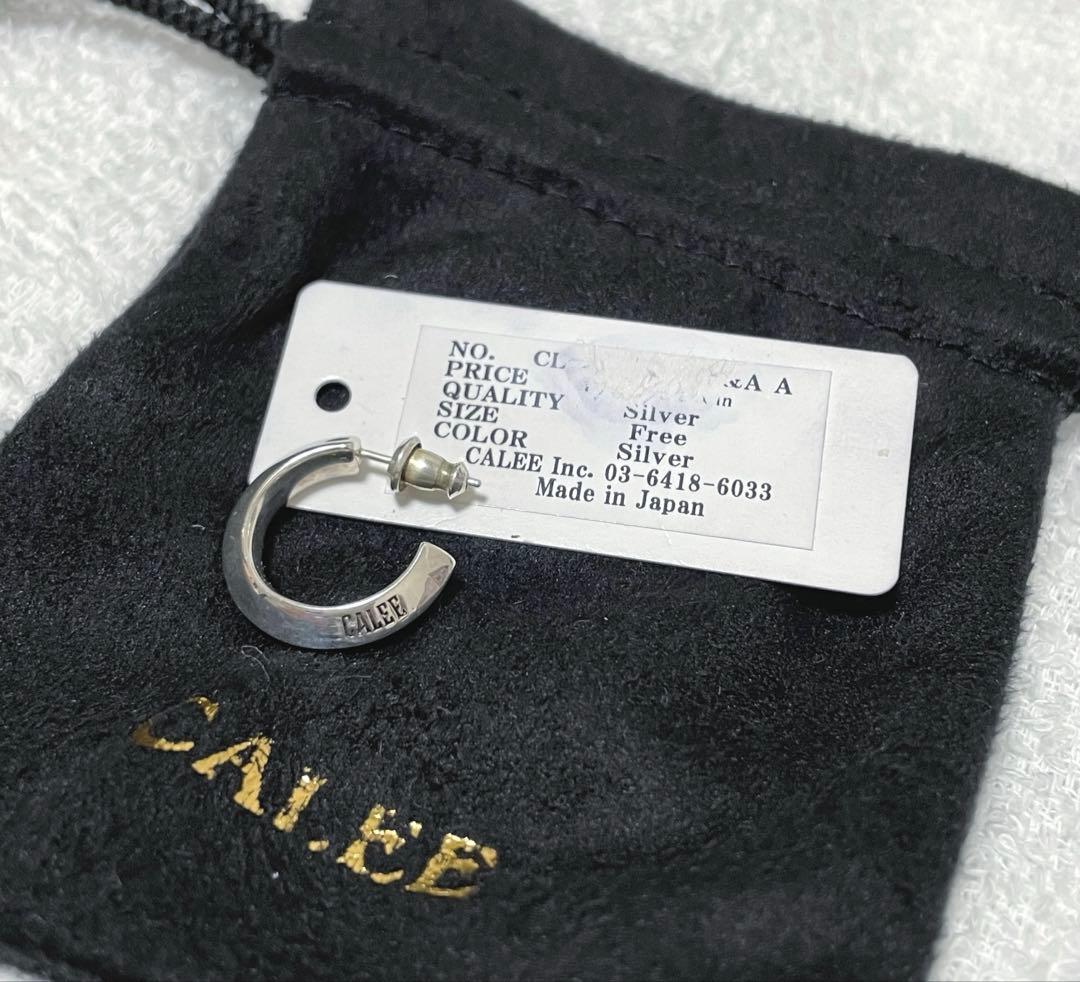 NO. CL- &A A
PRICE in
QUALITY Silver
SIZE Free
COLOR Silver
CALEE Inc. 03-6418-6033
Made in Japan
CALEE
CALEE